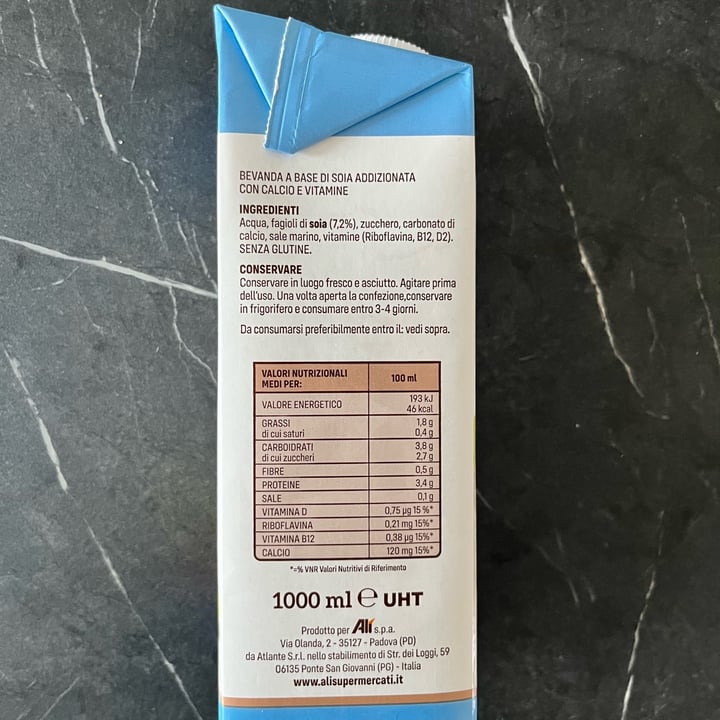 BEVANDA A BASE DI SOIA ADDIZIONATA
CON CALCIO E VITAMINE
INGREDIENTI
Acqua, fagioli di soia (7,2%), zucchero, carbonato di
calcio, sale marino, vitamine (Riboflavina, B12, D2).
SENZA GLUTINE.
CONSERVARE
Conservare in luogo fresco e asciutto. Agitare prima
dell'uso. Una volta aperta la confezione,conservare
in frigorifero e consumare entro 3-4 giorni.
Da consumarsi preferibilmente entro il: vedi sopra.
VALORI NUTRIZIONALI
MEDI PER: 100 ml
VALORE ENERGETICO 193 kJ
46 kcal
GRASSI 1,8 g
di cui saturi 0,4 g
CARBOIDRATI 3,8 g
di cui zuccheri 2,7 g
FIBRE 0,5 g
PROTEINE 3,4 g
SALE 0,1 g
VITAMINA D 0,75 µg 15 %*
RIBOFLAVINA 0,21 mg 15%*
VITAMINA B12 0,38 µg 15%*
CALCIO 120 mg 15%*
*=% VNR Valori Nutritivi di Riferimento
1000 ml ℮ UHT
Prodotto per Alì s.p.a.
Via Olanda, 2 - 35127 - Padova (PD)
da Atlante S.r.l. nello stabilimento di Str. dei Loggi, 59
06135 Ponte San Giovanni (PG) - Italia
www.alisupermercati.it